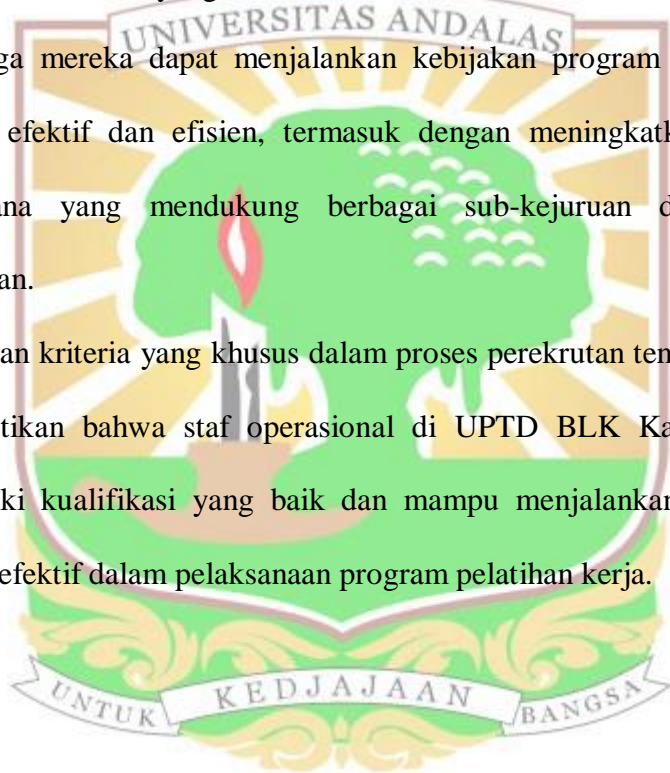 yang
UNIVERSITAS ANDALAS
ga mereka dapat menjalankan kebijakan program
efektif dan efisien, termasuk dengan meningkatk
ana yang mendukung berbagai sub-kejuruan d
an.
an kriteria yang khusus dalam proses perekrutan ten
tikan bahwa staf operasional di UPTD BLK Ka
ki kualifikasi yang baik dan mampu menjalankan
efektif dalam pelaksanaan program pelatihan kerja.
UNTUK KEDJAJAAN BANGSA